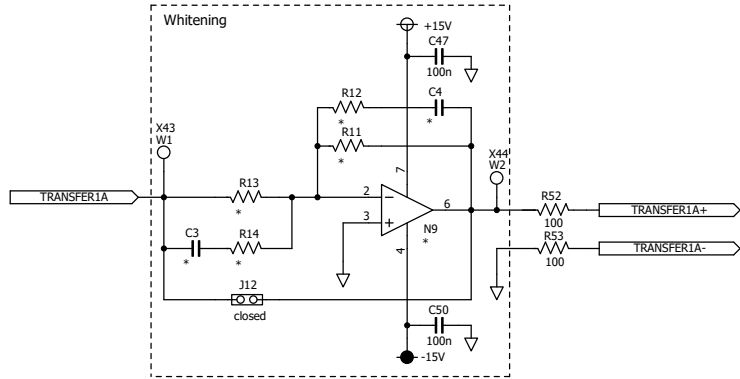 Whitening
+15V
C47
100n
R12
*
C4
*
R11
*
X43
W1
X44
W2
7
TRANSFER1A
R13
*
2
3
6
N9
*
4
R52
100
TRANSFER1A+
R53
100
TRANSFER1A-
C3
*
R14
*
J12
closed
C50
100n
-15V